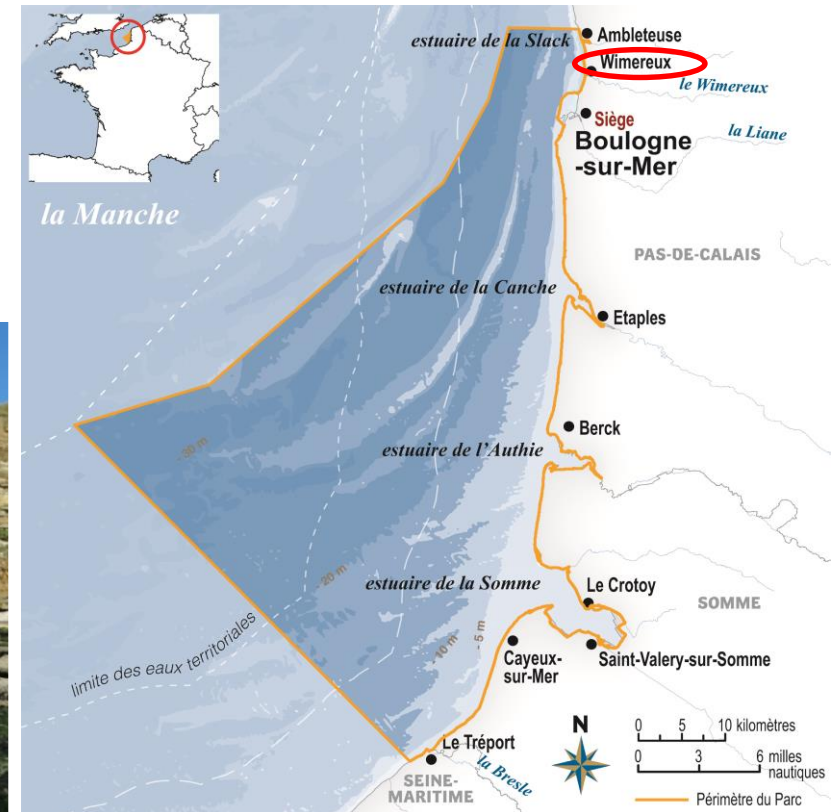 estuaire de la Slack
Ambleteuse
Wimereux
le Wimereux
Siège
Boulogne
-sur-Mer
la Liane
la Manche
PAS-DE-CALAIS
estuaire de la Canche
Etaples
Berck
estuaire de l'Authie
- 30 m
- 20 m
estuaire de la Somme
Le Crotoy
SOMME
- 10 m
- 5 m
limite des eaux territoriales
Cayeux-
sur-Mer
Saint-Valery-sur-Somme
N
0 5 10 kilomètres
0 3 6 milles
nautiques
Le Tréport
la Bresle
SEINE-
MARITIME
Périmètre du Parc